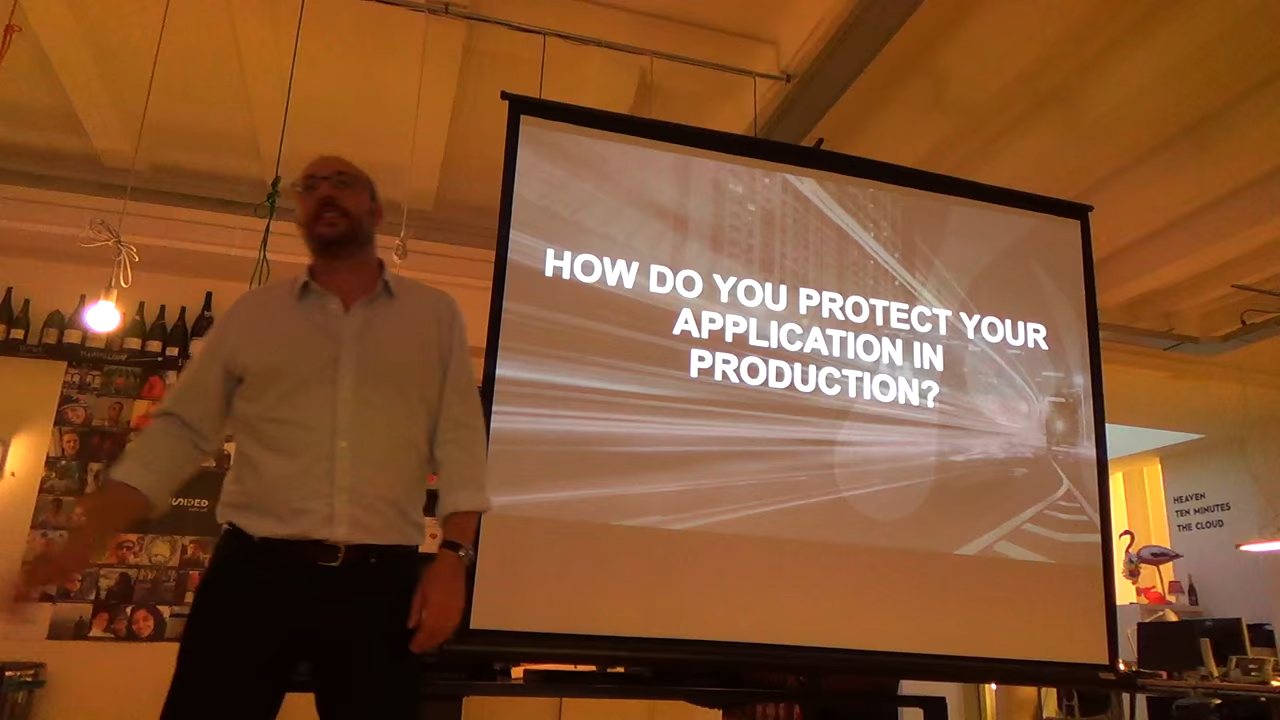 HOW DO YOU PROTECT YOUR
APPLICATION IN
PRODUCTION?
HEAVEN
TEN MINUTES
THE CLOUD